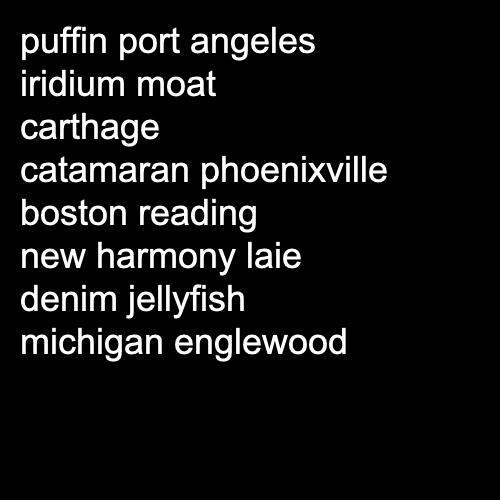 puffin port angeles
iridium moat
carthage
catamaran phoenixville
boston reading
new harmony laie
denim jellyfish
michigan englewood